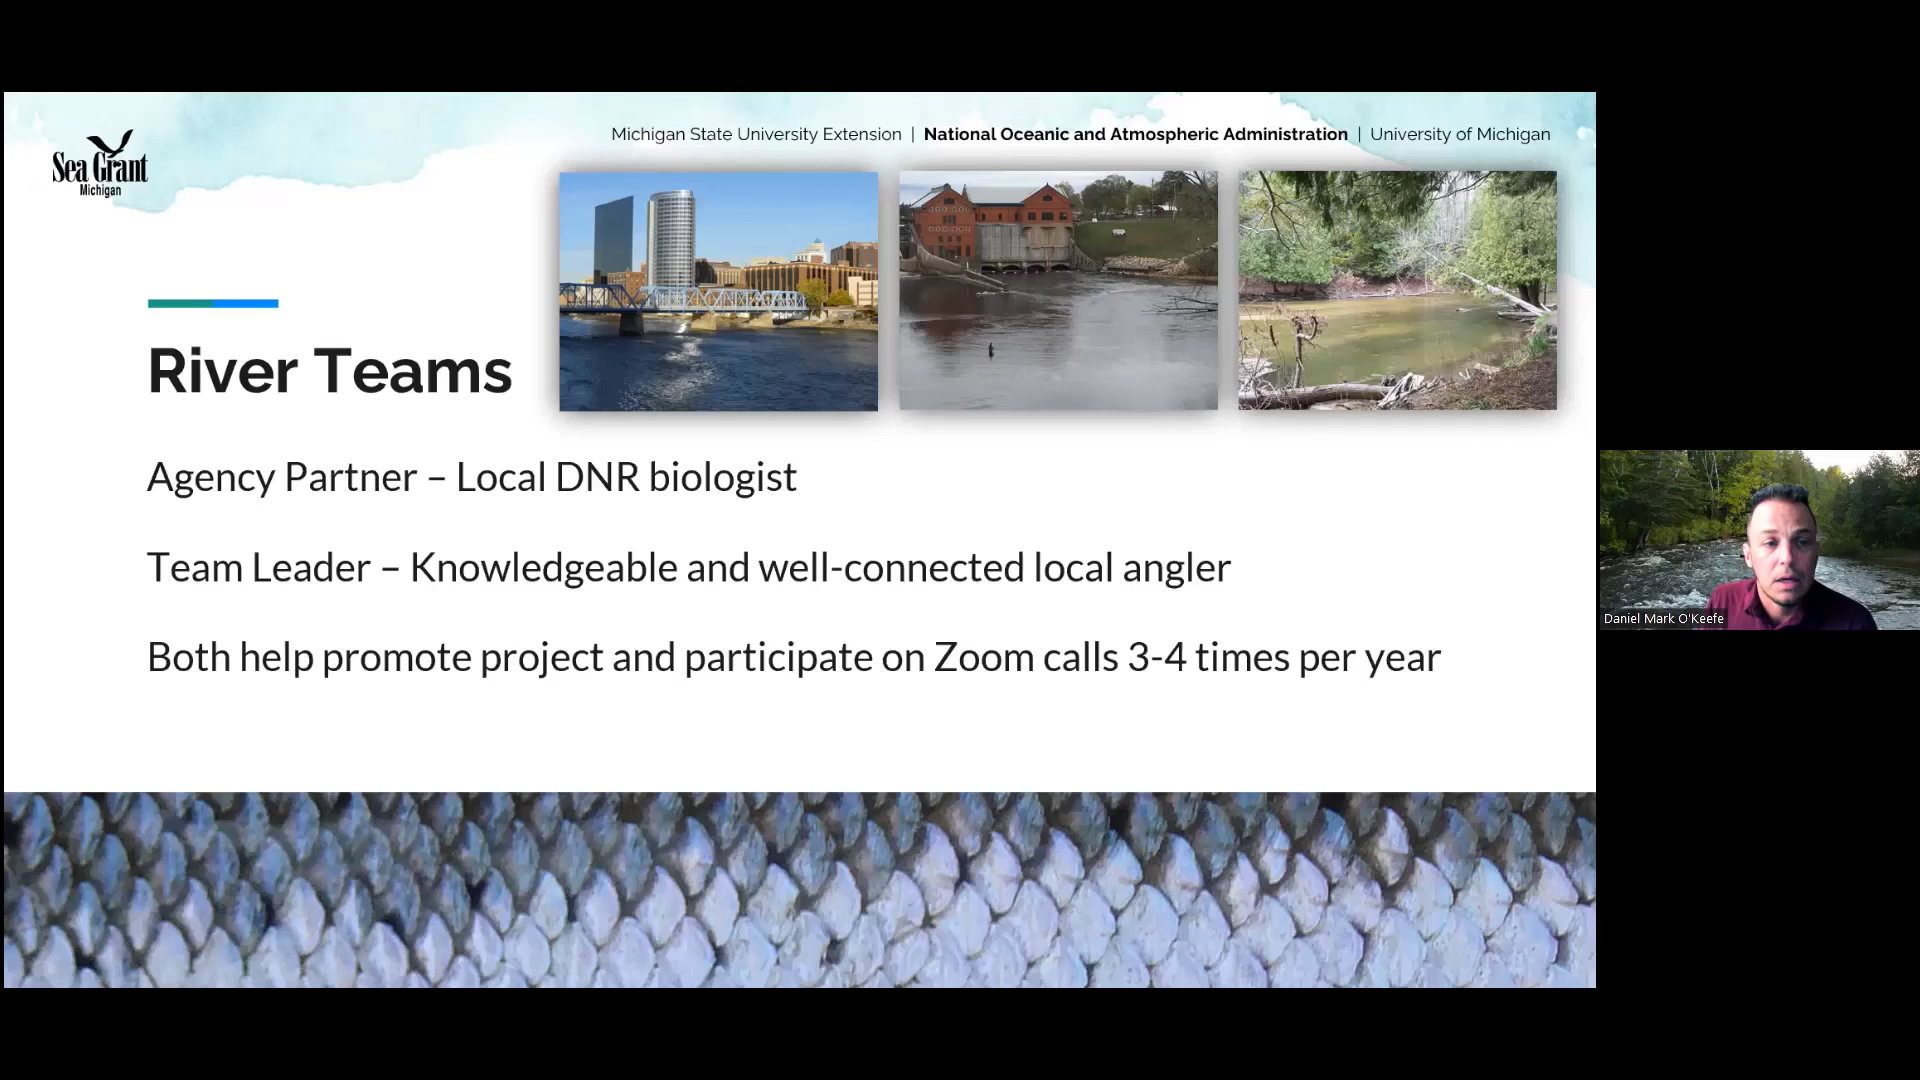 Sea Grant
Michigan
Michigan State University Extension | National Oceanic and Atmospheric Administration | University of Michigan
River Teams
Agency Partner – Local DNR biologist
Team Leader – Knowledgeable and well-connected local angler
Both help promote project and participate on Zoom calls 3-4 times per year
Daniel Mark O'Keefe